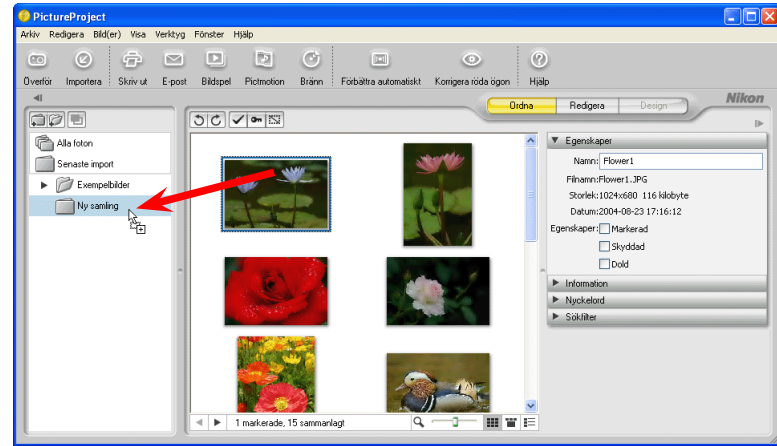 PictureProject
Arkiv Redigera Bild(er) Visa Verktyg Fönster Hjälp
Överför Importera Skriv ut E-post Bildspel Pictmotion Bränn Förbättra automatiskt Korrigera röda ögon Hjälp
Ordna Redigera Design Nikon
Alla foton
Senaste import
Exempelbilder
Ny samling
Egenskaper
Namn: Flower1
Filnamn:Flower1.JPG
Storlek:1024x680 116 kilobyte
Datum:2004-08-23 17:16:12
Egenskaper: Markerad
Skyddad
Dold
Information
Nyckelord
Sökfilter
1 markerade, 15 sammanlagt